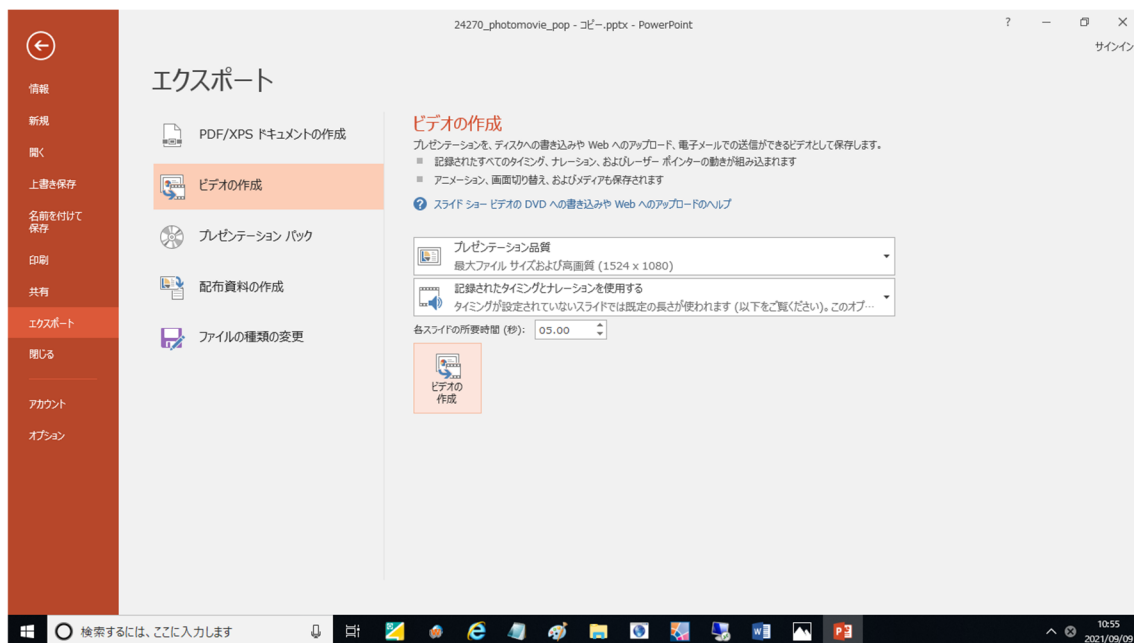 24270_photomovie_pop - コピー.pptx - PowerPoint
?
サインイン
情報
新規
開く
上書き保存
名前を付けて
保存
印刷
共有
エクスポート
閉じる
アカウント
オプション
エクスポート
PDF/XPS ドキュメントの作成
ビデオの作成
プレゼンテーション パック
配布資料の作成
ファイルの種類の変更
ビデオの作成
プレゼンテーションを、ディスクへの書き込みや Web へのアップロード、電子メールでの送信ができるビデオとして保存します。
記録されたすべてのタイミング、ナレーション、およびレーザー ポインターの動きが組み込まれます
アニメーション、画面切り替え、およびメディアも保存されます
スライド ショー ビデオの DVD への書き込みや Web へのアップロードのヘルプ
プレゼンテーション品質
最大ファイル サイズおよび高画質 (1524 x 1080)
記録されたタイミングとナレーションを使用する
タイミングが設定されていないスライドでは既定の長さが使われます (以下をご覧ください)。このオプ…
各スライドの所要時間 (秒): 05.00
ビデオの
作成
検索するには、ここに入力します
10:55
2021/09/09